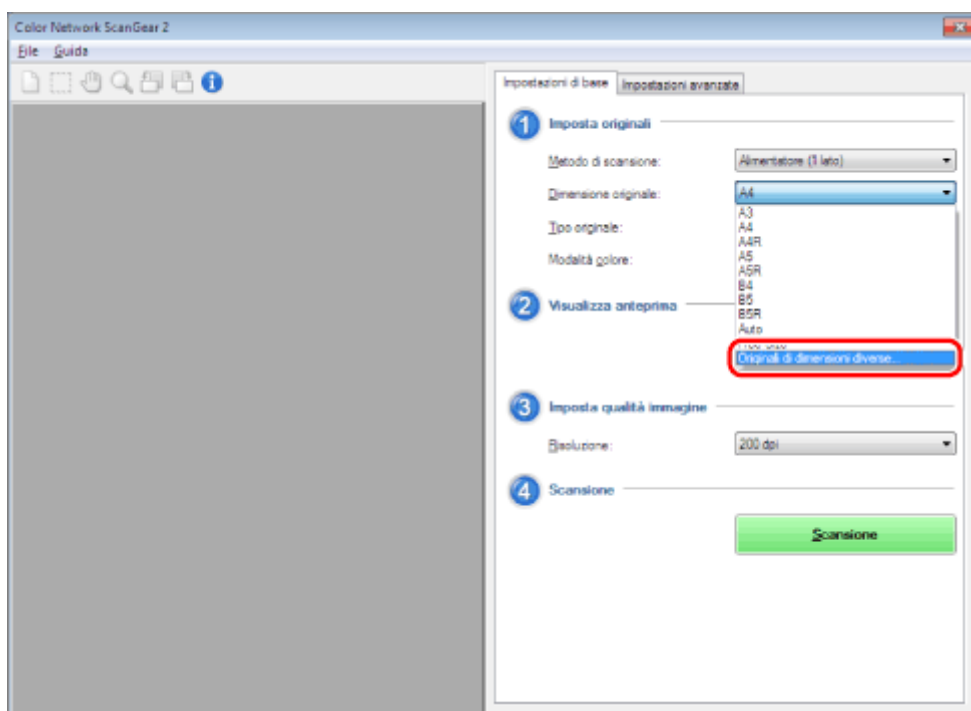 Color Network ScanGear 2
File Guida
Impostazioni di base Impostazioni avanzate
1 Imposta originali
Metodo di scansione: Alimentatore (1 lato)
Dimensione originale: A4
A3
A4
Tipo originale:
A4R
A5
Modalità colore:
A5R
B4
B5
2 Visualizza anteprima
B5R
Auto
Originali di dimensioni diverse...
3 Imposta qualità immagine
Risoluzione: 200 dpi
4 Scansione
Scansione